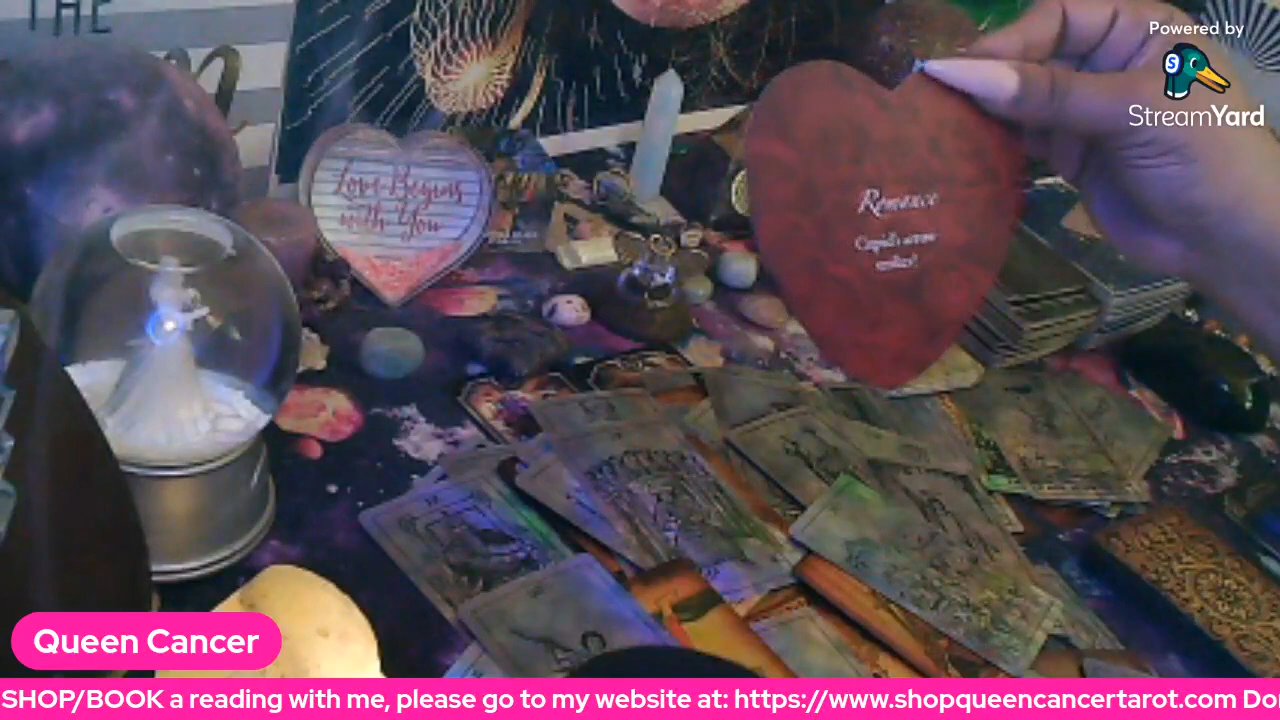 THE
Powered by
StreamYard
Love Begins
with You
Romance
Cupid's arrow
strikes!
Queen Cancer
SHOP/BOOK a reading with me, please go to my website at: https://www.shopqueencancertarot.com Do